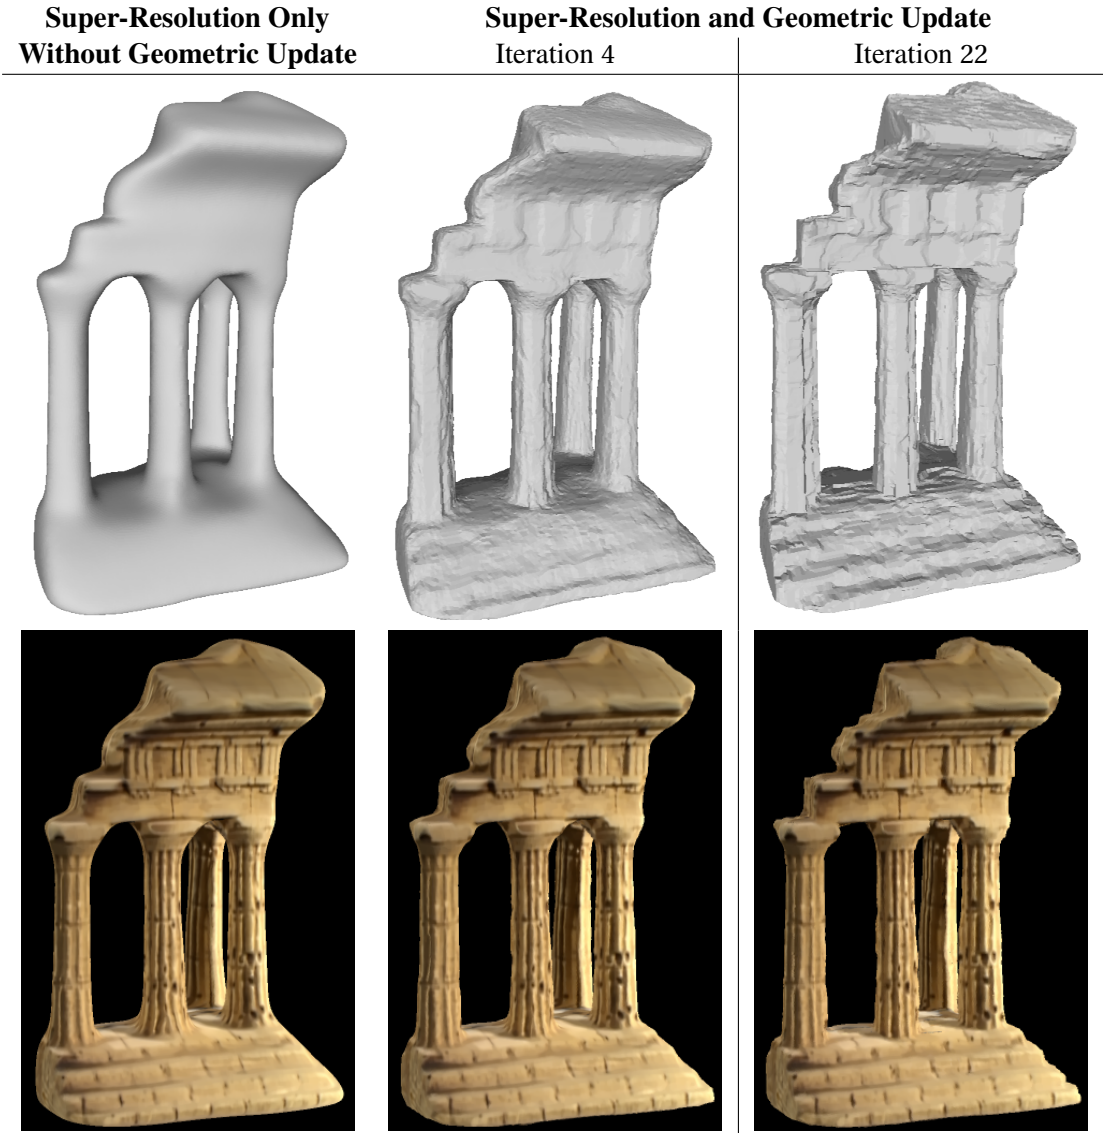 Super-Resolution Only
Without Geometric Update
Super-Resolution and Geometric Update
Iteration 4
Iteration 22